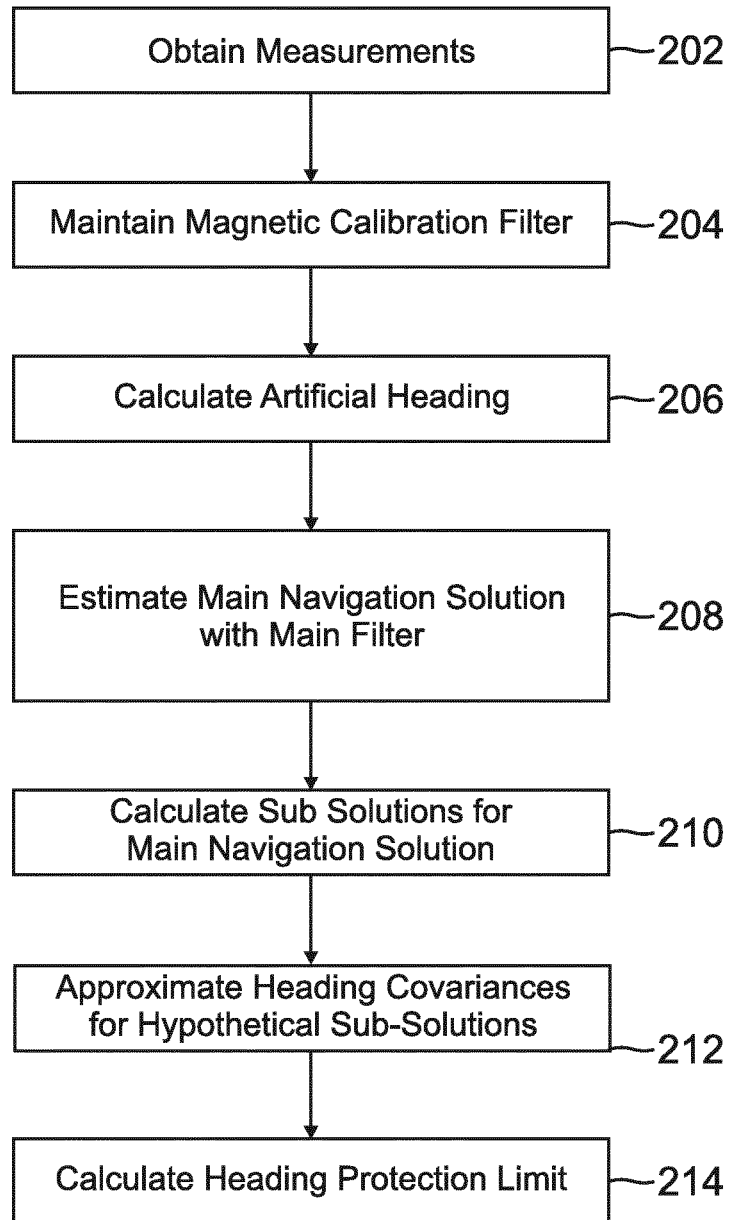 Obtain Measurements
202
Maintain Magnetic Calibration Filter
204
Calculate Artificial Heading
206
Estimate Main Navigation Solution
with Main Filter
208
Calculate Sub Solutions for
Main Navigation Solution
210
Approximate Heading Covariances
for Hypothetical Sub-Solutions
212
Calculate Heading Protection Limit
214